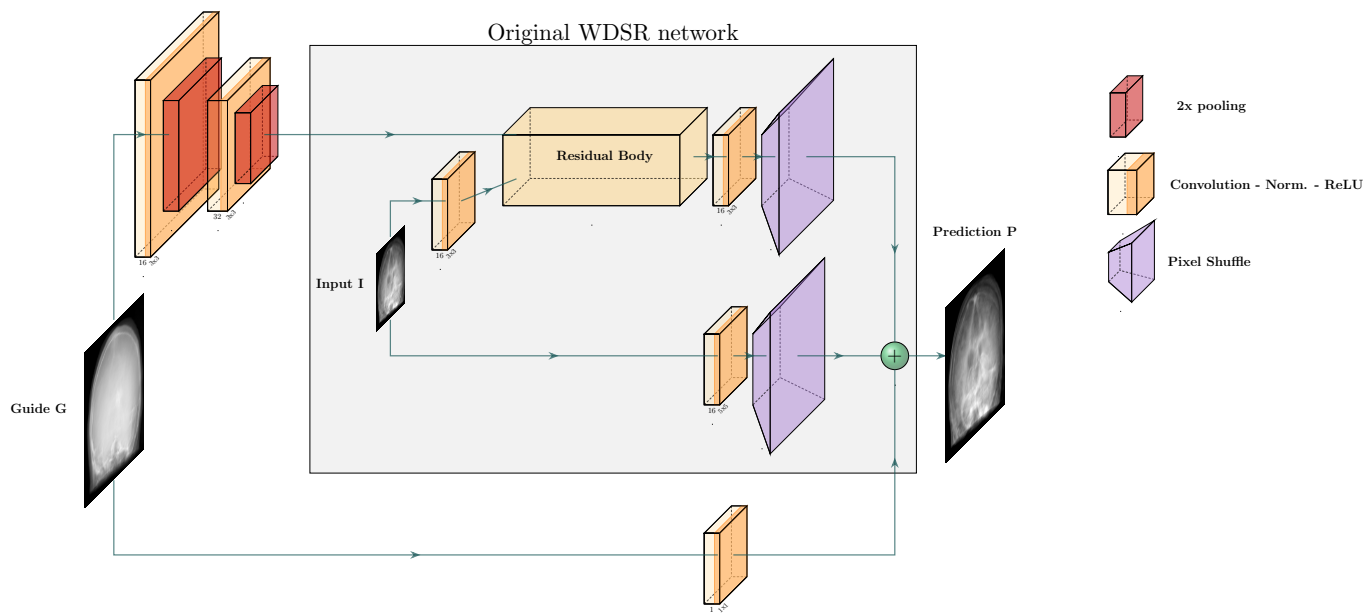 Original WDSR network
2x pooling
Residual Body
Convolution - Norm. - ReLU
16 3x3
32 3x3
16 3x3
16 3x3
Prediction P
Pixel Shuffle
Input I
+
Guide G
16 5x5
1 1x1